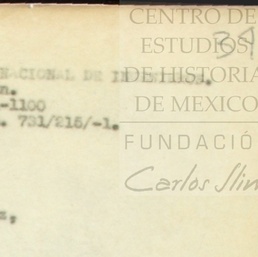 CENTRO DE
ESTUDIOS
NACIONAL DE
DE HISTORIA
n.
DE MEXICO
-1100
. 731/215/-1.
FUNDACIÓ
Carlos Slim
z,